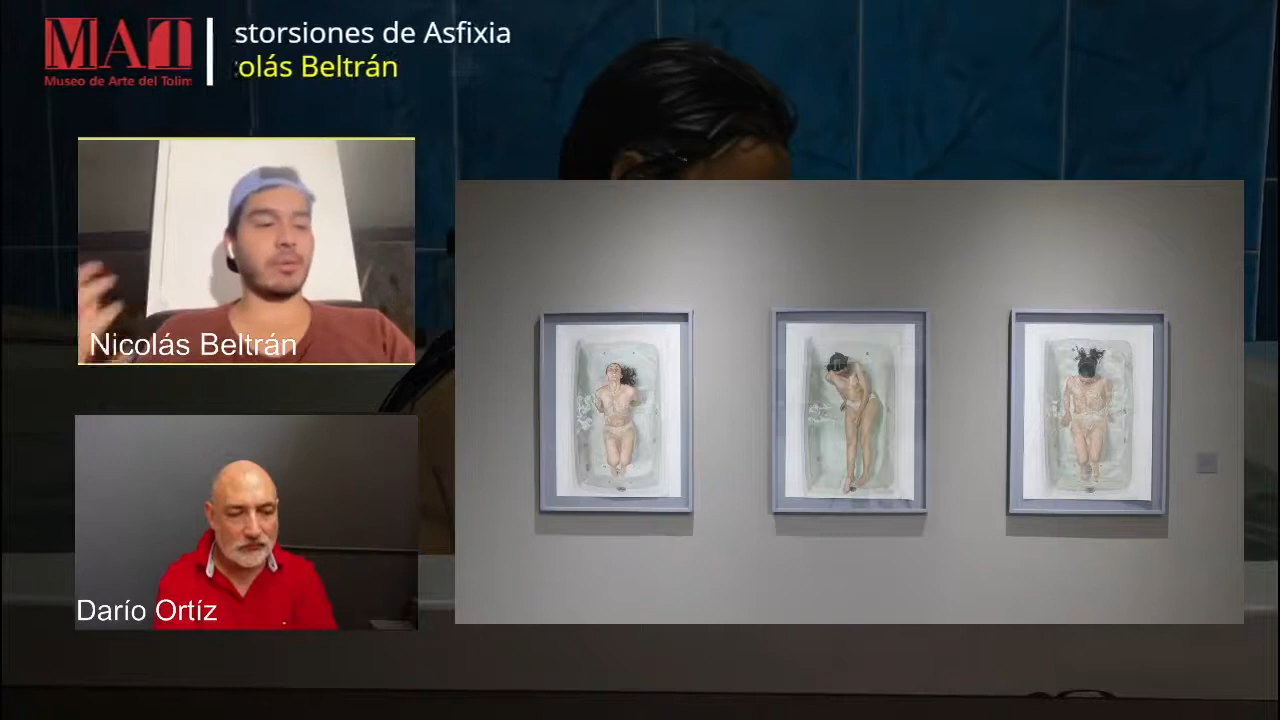 MAT
Museo de Arte del Tolim
storsiones de Asfixia
olás Beltrán
Nicolás Beltrán
Darío Ortíz